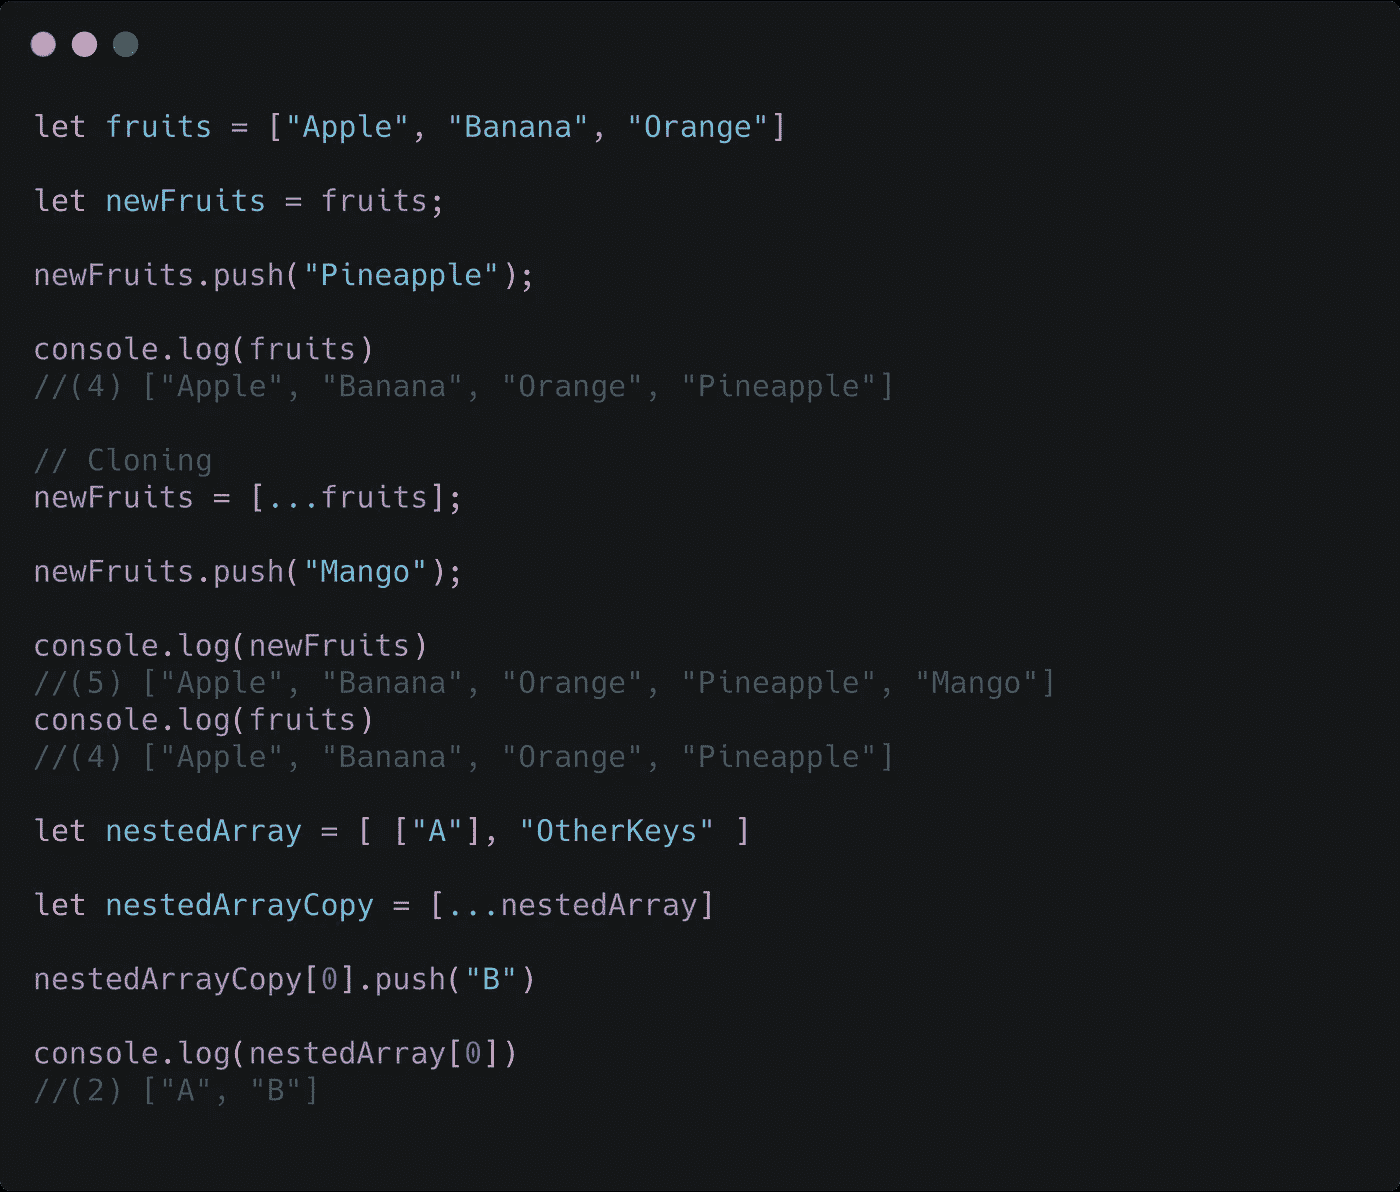 let fruits = ["Apple", "Banana", "Orange"]
let newFruits = fruits;
newFruits.push("Pineapple");
console.log(fruits)
//(4) ["Apple", "Banana", "Orange", "Pineapple"]
// Cloning
newFruits = [...fruits];
newFruits.push("Mango");
console.log(newFruits)
//(5) ["Apple", "Banana", "Orange", "Pineapple", "Mango"]
console.log(fruits)
//(4) ["Apple", "Banana", "Orange", "Pineapple"]
let nestedArray = [ ["A"], "OtherKeys" ]
let nestedArrayCopy = [...nestedArray]
nestedArrayCopy[0].push("B")
console.log(nestedArray[0])
//(2) ["A", "B"]